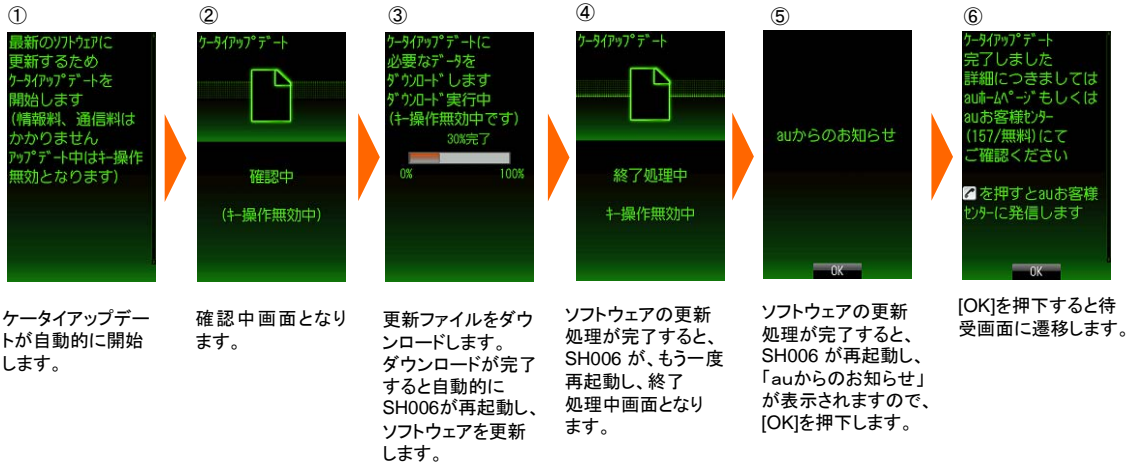 ①
最新のソフトウェアに
更新するため
ケータイアップデートを
開始します
(情報料、通信料は
かかりません
アップデート中はキー操作
無効となります)
ケータイアップデー
トが自動的に開始
します。
②
ケータイアップデート
確認中
(キー操作無効中)
確認中画面となり
ます。
③
ケータイアップデートに
必要なデータを
ダウンロードします
ダウンロード実行中
(キー操作無効中です)
30%完了
0% 100%
更新ファイルをダウ
ンロードします。
ダウンロードが完了
すると自動的に
SH006が再起動し、
ソフトウェアを更新
します。
④
ケータイアップデート
終了処理中
キー操作無効中
ソフトウェアの更新
処理が完了すると、
SH006 が、もう一度
再起動し、終了
処理中画面となり
ます。
⑤
auからのお知らせ
OK
ソフトウェアの更新
処理が完了すると、
SH006 が再起動し、
「auからのお知らせ」
が表示されますので、
[OK]を押下します。
⑥
ケータイアップデート
完了しました
詳細につきましては
auホームページもしくは
auお客様センター
(157/無料)にて
ご確認ください
を押すとauお客様
センターに発信します
OK
[OK]を押下すると待
受画面に遷移します。